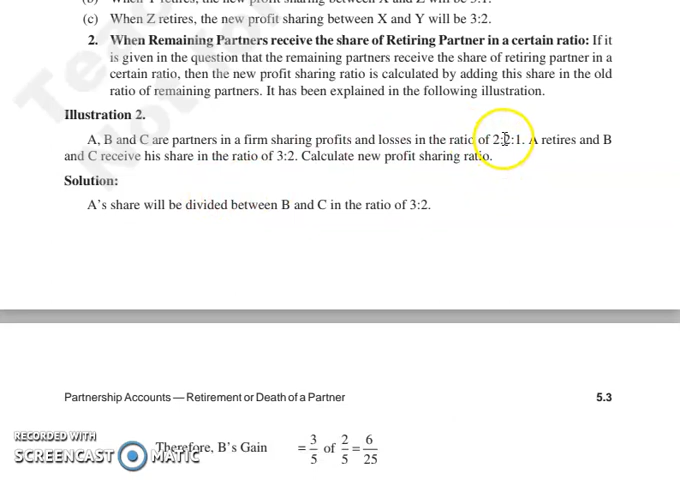 (c) When Z retires, the new profit sharing between X and Y will be 3:2.
2. When Remaining Partners receive the share of Retiring Partner in a certain ratio: If it
is given in the question that the remaining partners receive the share of retiring partner in a
certain ratio, then the new profit sharing ratio is calculated by adding this share in the old
ratio of remaining partners. It has been explained in the following illustration.
Illustration 2.
A, B and C are partners in a firm sharing profits and losses in the ratio of 2:2:1. A retires and B
and C receive his share in the ratio of 3:2. Calculate new profit sharing ratio.
Solution:
A's share will be divided between B and C in the ratio of 3:2.
Partnership Accounts — Retirement or Death of a Partner 5.3
Therefore, B's Gain = 3/5 of 2/5 = 6/25
RECORDED WITH
SCREENCAST MATIC